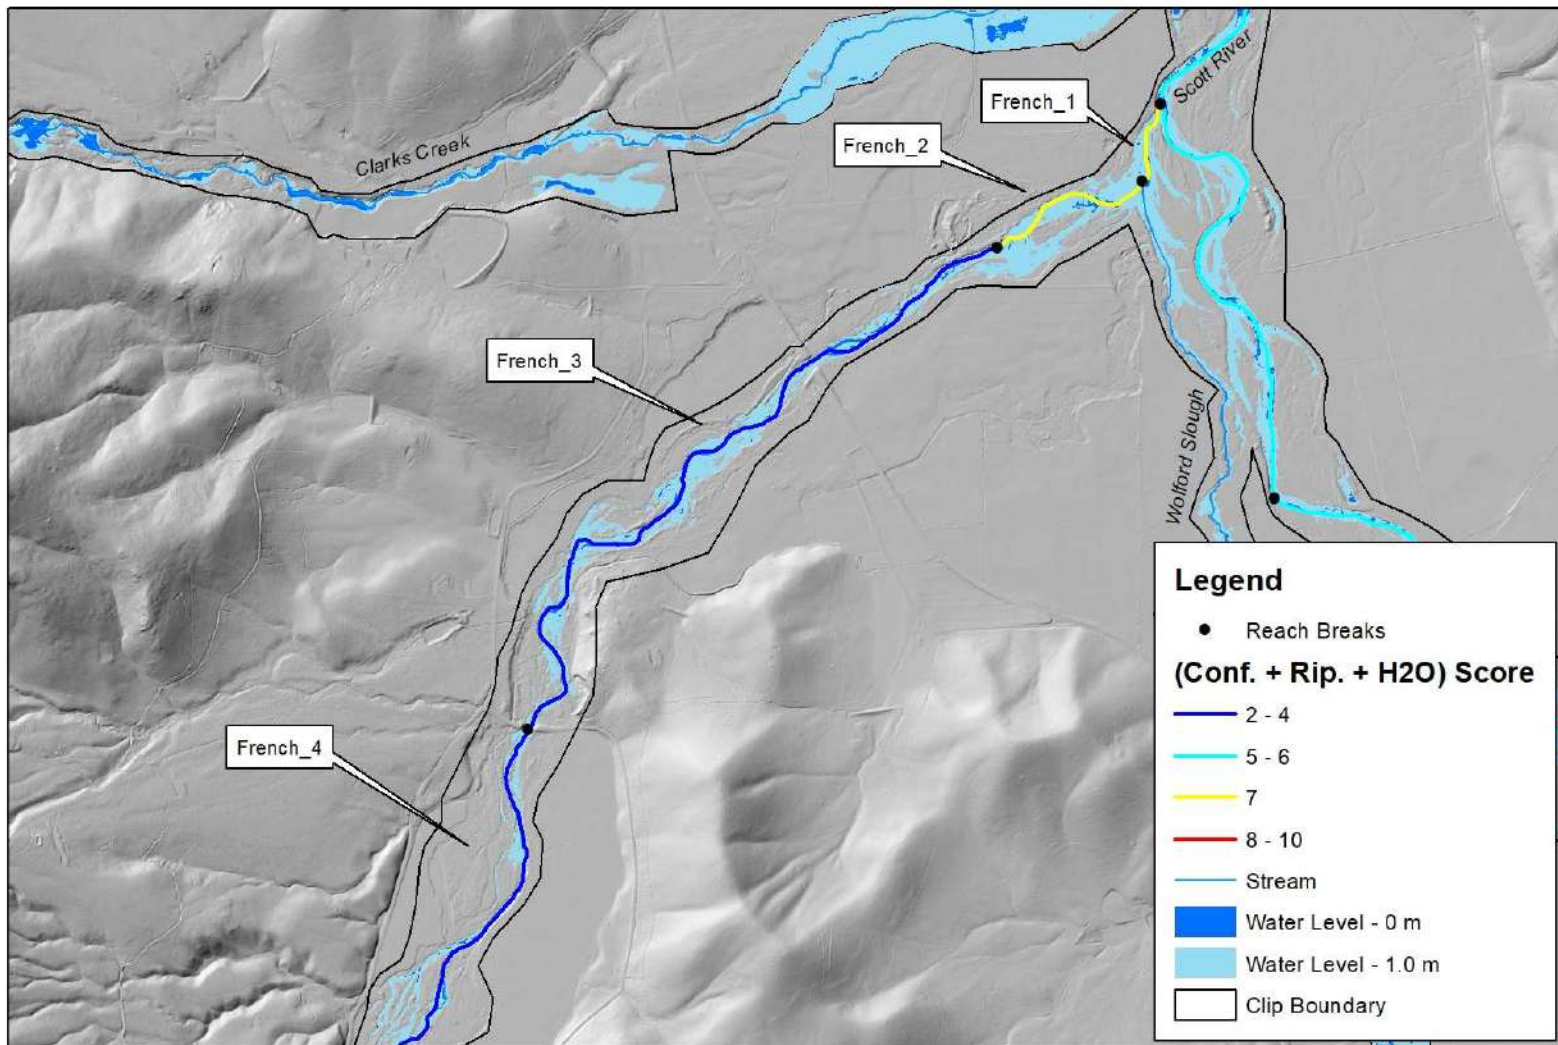 Scott River
French_1
French_2
Clarks Creek
French_3
Wolford Slough
French_4
Legend
Reach Breaks
(Conf. + Rip. + H2O) Score
2 - 4
5 - 6
7
8 - 10
Stream
Water Level - 0 m
Water Level - 1.0 m
Clip Boundary